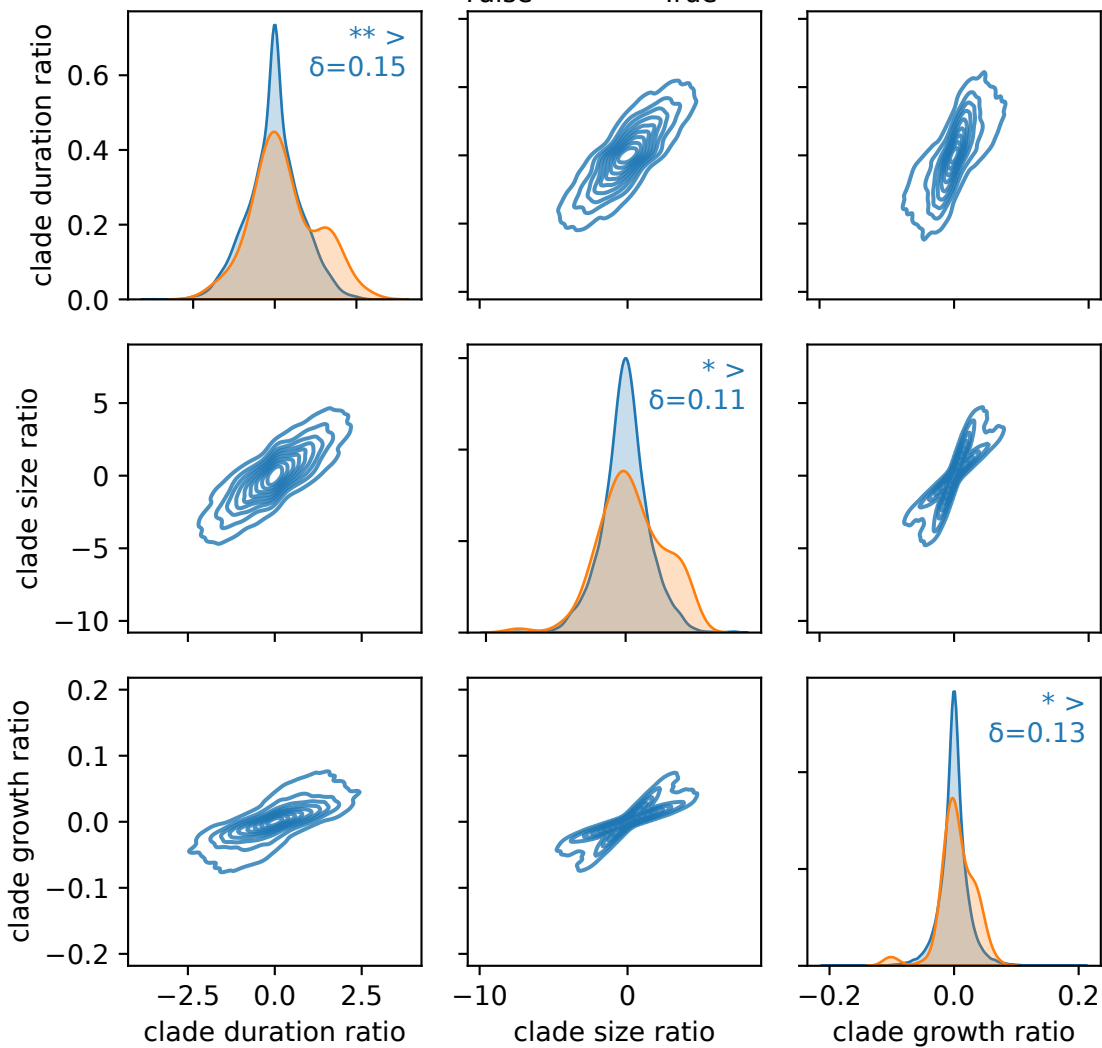 clade duration ratio
0.6
0.4
0.2
0.0
** >
δ=0.15
clade size ratio
5
0
−5
−10
* >
δ=0.11
clade growth ratio
0.2
0.1
0.0
−0.1
−0.2
* >
δ=0.13
−2.5 0.0 2.5
−10 0
−0.2 0.0 0.2
clade duration ratio
clade size ratio
clade growth ratio